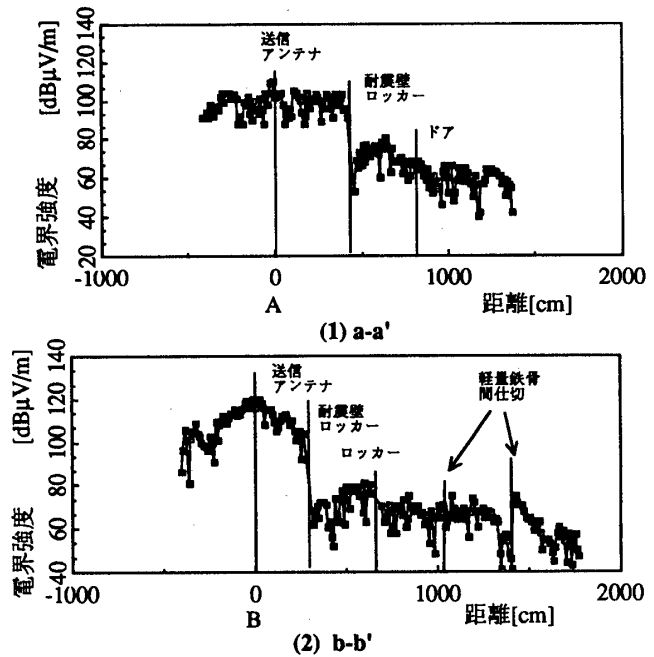 140
120
100
80
60
40
20
[dBμV/m]
電界強度
送信
アンテナ
耐震壁
ロッカー
ドア
-1000
0
1000
2000
A
距離[cm]
(1) a-a'
140
120
100
80
60
40
[dBμV/m]
電界強度
送信
アンテナ
耐震壁
ロッカー
ロッカー
軽量鉄骨
間仕切
-1000
0
1000
2000
B
距離[cm]
(2) b-b'